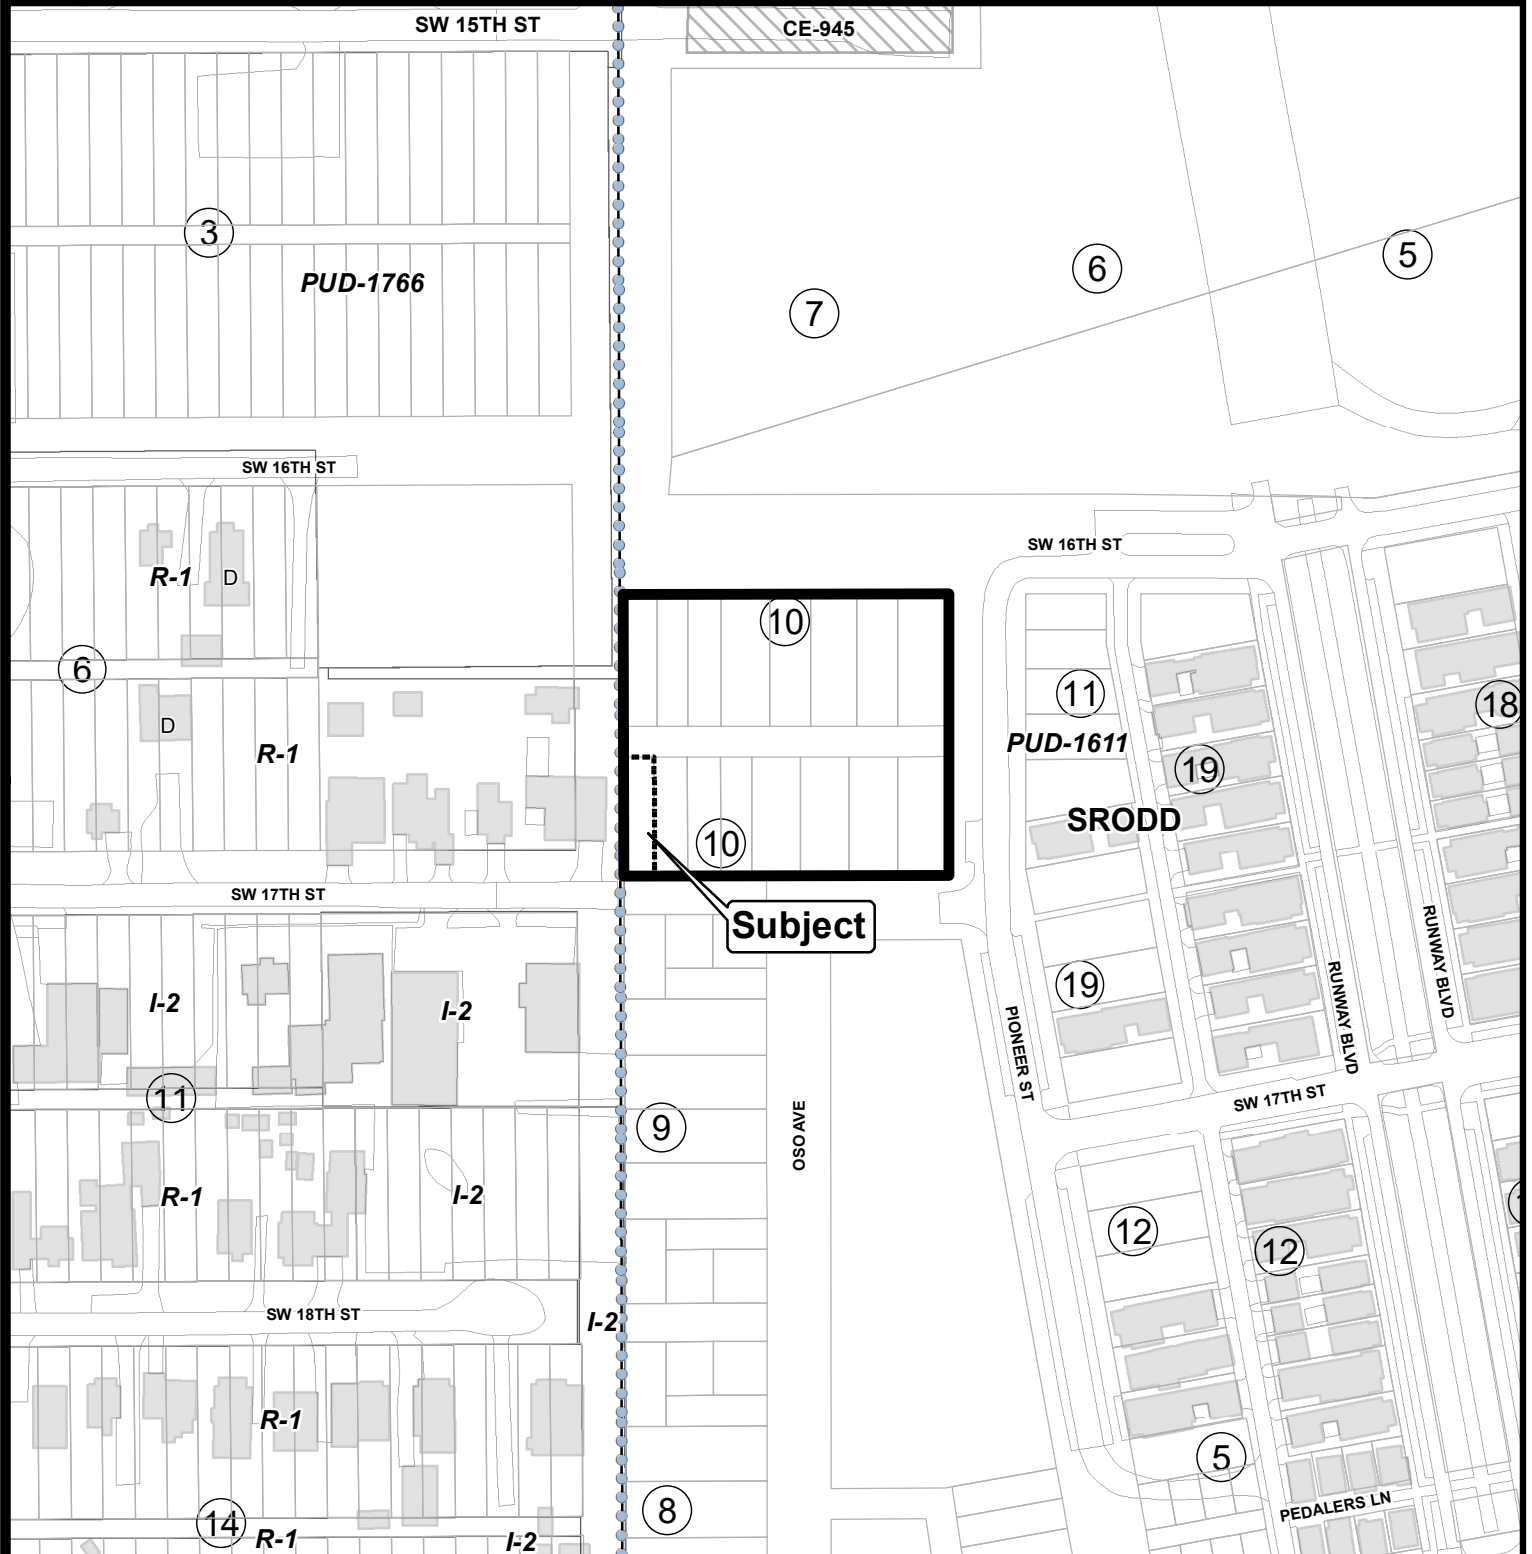 SW 15TH ST
CE-945
3
PUD-1766
5
6
7
SW 16TH ST
SW 16TH ST
R-1
D
10
6
11
18
D
R-1
PUD-1611
19
SRODD
10
SW 17TH ST
Subject
RUNWAY BLVD
I-2
I-2
19
RUNWAY BLVD
PIONEER ST
11
SW 17TH ST
9
OSO AVE
R-1
I-2
12
12
SW 18TH ST
I-2
R-1
5
8
PEDALERS LN
14
R-1
I-2